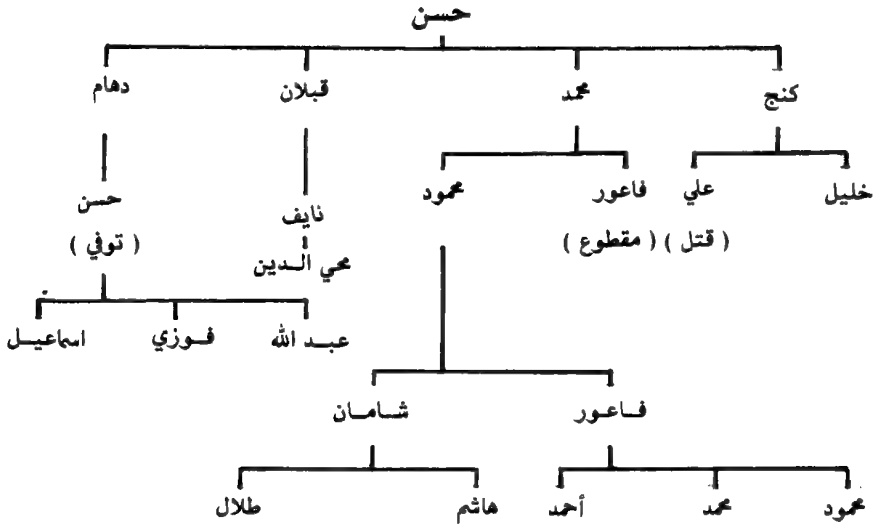 حسن
كنج محمد قبلان دهام
خليل علي فاعور محمود نايف حسن
( قتل ) ( مقطوع ) ( توفي )
محي الدين
عبد الله فوزي اسماعيل
فاعور شامان
محمود محمد أحمد هاشم طلال